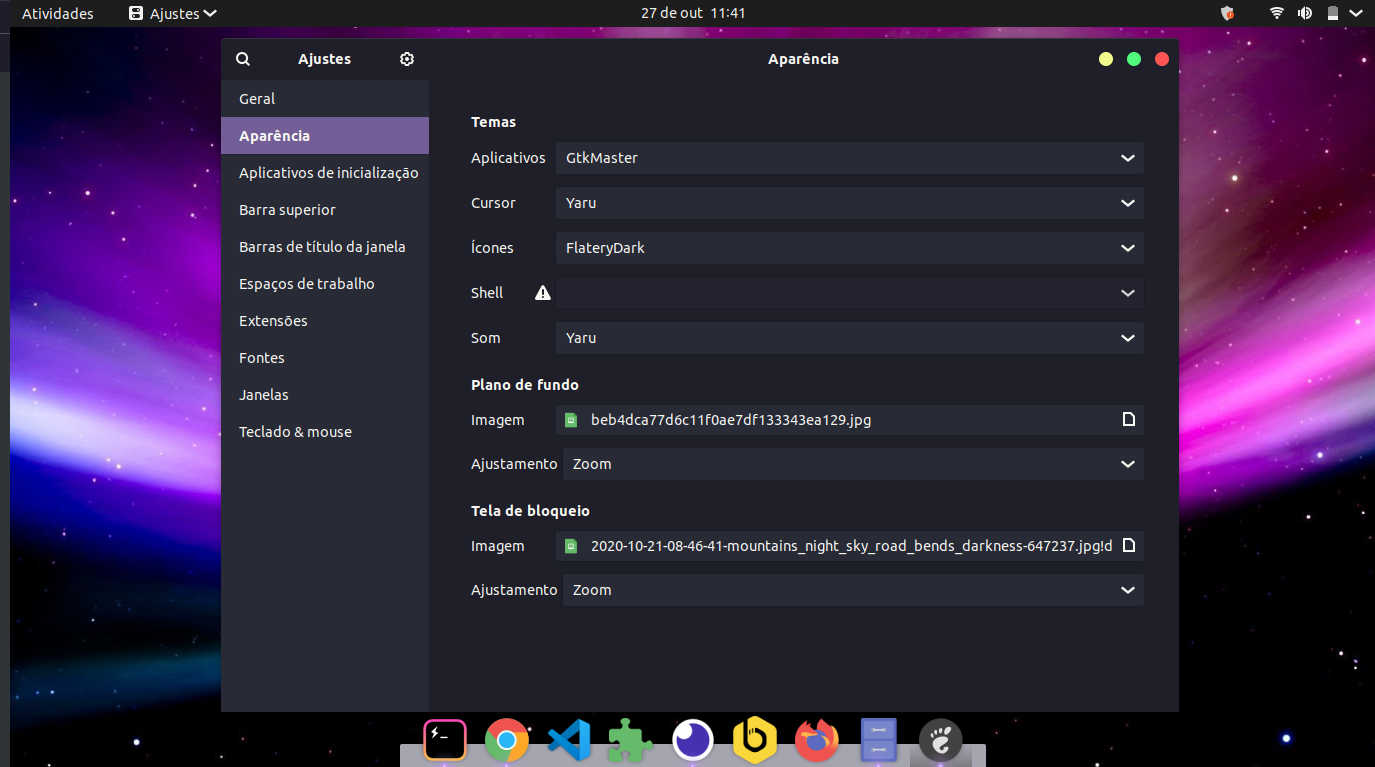 Atividades Ajustes 27 de out 11:41
Ajustes Aparência
Geral
Aparência
Aplicativos de inicialização
Barra superior
Barras de título da janela
Espaços de trabalho
Extensões
Fontes
Janelas
Teclado & mouse
Temas
Aplicativos GtkMaster
Cursor Yaru
Ícones FlateryDark
Shell
Som Yaru
Plano de fundo
Imagem beb4dca77d6c11f0ae7df133343ea129.jpg
Ajustamento Zoom
Tela de bloqueio
Imagem 2020-10-21-08-46-41-mountains_night_sky_road_bends_darkness-647237.jpg!d
Ajustamento Zoom